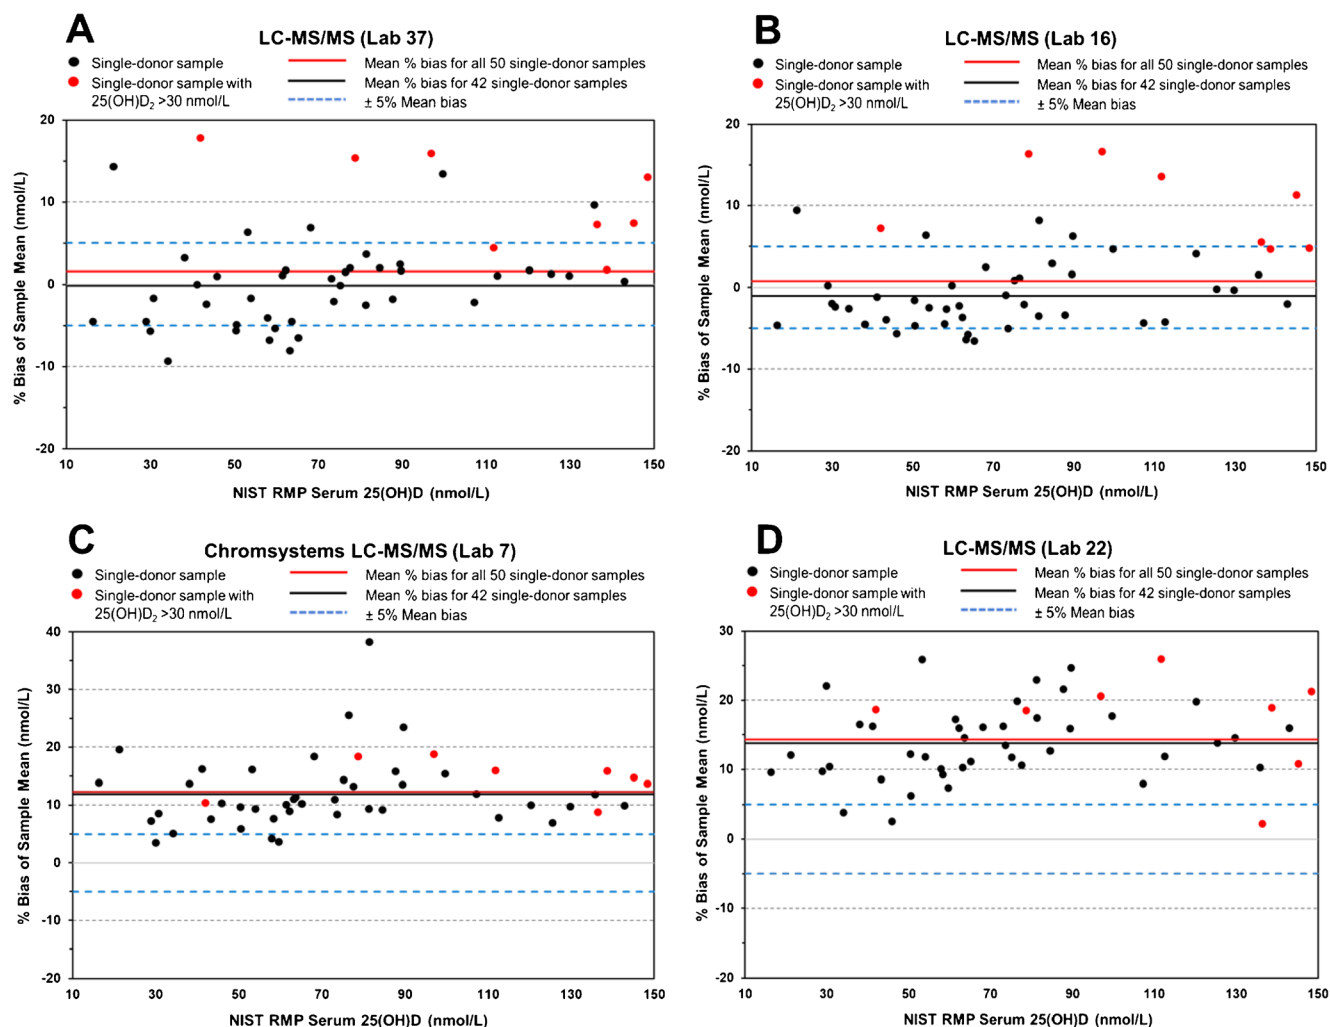 A
LC-MS/MS (Lab 37)
Single-donor sample
Mean % bias for all 50 single-donor samples
Single-donor sample with
25(OH)D₂ >30 nmol/L
Mean % bias for 42 single-donor samples
± 5% Mean bias
% Bias of Sample Mean (nmol/L)
20
10
0
-10
-20
10 30 50 70 90 110 130 150
NIST RMP Serum 25(OH)D (nmol/L)
B
LC-MS/MS (Lab 16)
Single-donor sample
Mean % bias for all 50 single-donor samples
Single-donor sample with
25(OH)D₂ >30 nmol/L
Mean % bias for 42 single-donor samples
± 5% Mean bias
% Bias of Sample Mean (nmol/L)
20
10
0
-10
-20
10 30 50 70 90 110 130 150
NIST RMP Serum 25(OH)D (nmol/L)
C
Chromsystems LC-MS/MS (Lab 7)
Single-donor sample
Mean % bias for all 50 single-donor samples
Single-donor sample with
25(OH)D₂ >30 nmol/L
Mean % bias for 42 single-donor samples
± 5% Mean bias
% Bias of Sample Mean (nmol/L)
40
30
20
10
0
-10
-20
10 30 50 70 90 110 130 150
NIST RMP Serum 25(OH)D (nmol/L)
D
LC-MS/MS (Lab 22)
Single-donor sample
Mean % bias for all 50 single-donor samples
Single-donor sample with
25(OH)D₂ >30 nmol/L
Mean % bias for 42 single-donor samples
± 5% Mean bias
% Bias of Sample Mean (nmol/L)
30
20
10
0
-10
-20
10 30 50 70 90 110 130 150
NIST RMP Serum 25(OH)D (nmol/L)